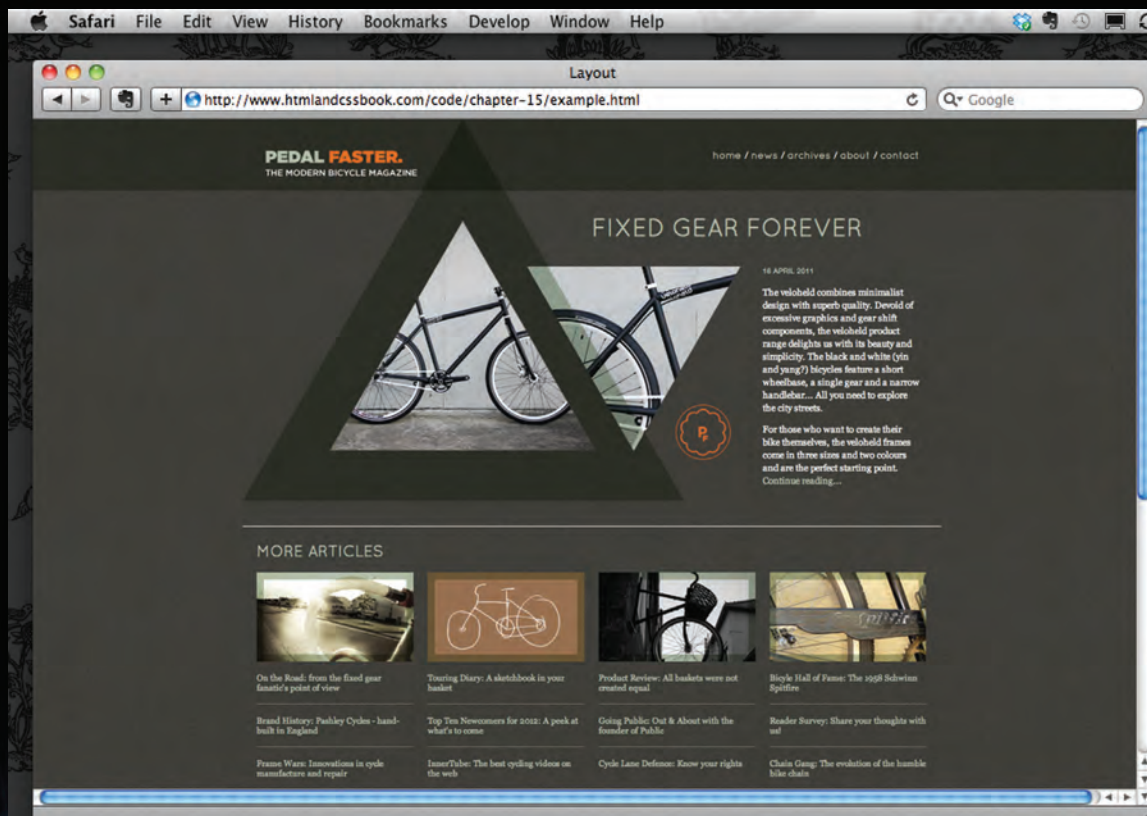 Safari File Edit View History Bookmarks Develop Window Help
Layout
http://www.htmlandcssbook.com/code/chapter-15/example.html
Google
PEDAL FASTER.
THE MODERN BICYCLE MAGAZINE
home / news / archives / about / contact
FIXED GEAR FOREVER
16 APRIL 2011
The veloheld combines minimalist
design with superb quality. Devoid of
excessive graphics and gear shift
components, the veloheld product
range delights us with its beauty and
simplicity. The black and white (yin
and yang?) bicycles feature a short
wheelbase, a single gear and a narrow
handlebar... All you need to explore
the city streets.
For those who want to create their
bike themselves, the veloheld frames
come in three sizes and two colours
and are the perfect starting point.
Continue reading...
MORE ARTICLES
On the Road: from the fixed gear
fanatic's point of view
Touring Diary: A sketchbook in your
basket
Product Review: All baskets were not
created equal
Bicyle Hall of Fame: The 1958 Schwinn
Spitfire
Brand History: Pashley Cycles - hand-
built in England
Top Ten Newcomers for 2012: A peek at
what's to come
Going Public: Out & About with the
founder of Public
Reader Survey: Share your thoughts with
us!
Frame Wars: Innovations in cycle
manufacture and repair
InnerTube: The best cycling videos on
the web
Cycle Lane Defence: Know your rights
Chain Gang: The evolution of the humble
bike chain